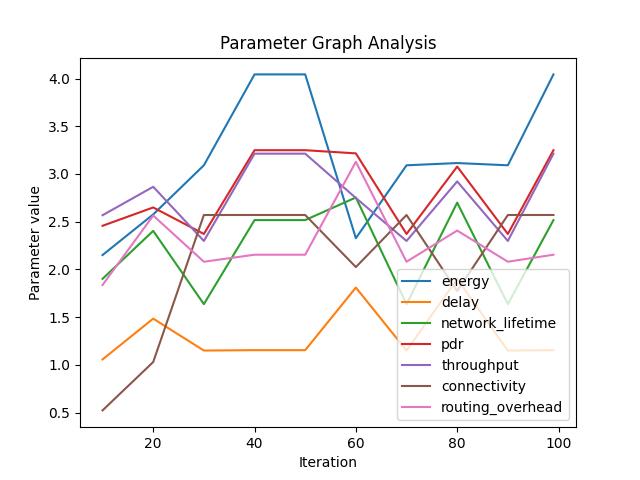 Parameter Graph Analysis
4.0
3.5
3.0
2.5
2.0
1.5
1.0
0.5
Parameter value
energy
delay
network_lifetime
pdr
throughput
connectivity
routing_overhead
20
40
60
80
100
Iteration